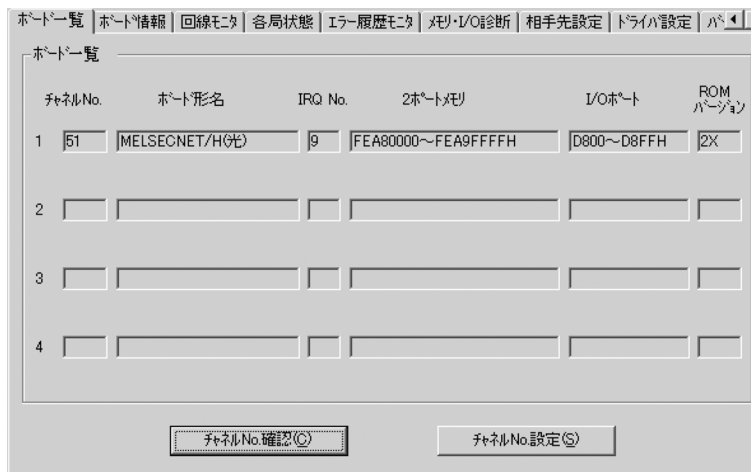 ﾎﾞｰﾄﾞ一覧 ﾎﾞｰﾄﾞ情報 回線ﾓﾆﾀ 各局状態 ｴﾗｰ履歴ﾓﾆﾀ ﾒﾓﾘ･I/O診断 相手先設定 ﾄﾞﾗｲﾊﾞ設定
ﾎﾞｰﾄﾞ一覧
ﾁｬﾈﾙNo. ﾎﾞｰﾄﾞ形名 IRQ No. 2ﾎﾟｰﾄﾒﾓﾘ I/Oﾎﾟｰﾄ ROM ﾊﾞｰｼﾞｮﾝ
1 51 MELSECNET/H(光) 9 FEA80000～FEA9FFFFH D800～D8FFH 2X
2
3
4
ﾁｬﾈﾙNo.確認(C) ﾁｬﾈﾙNo.設定(S)